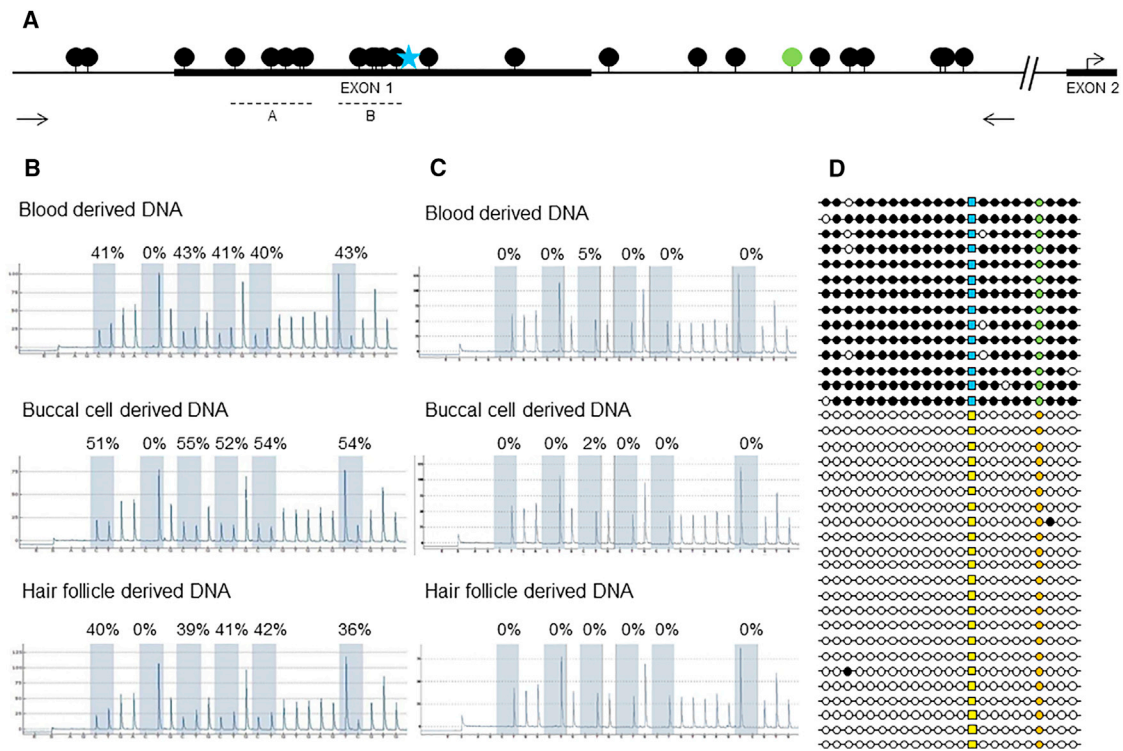 A
EXON 1
EXON 2
A
B
B
C
D
Blood derived DNA
41% 0% 43% 41% 40% 43%
Blood derived DNA
0% 0% 5% 0% 0% 0%
Buccal cell derived DNA
51% 0% 55% 52% 54% 54%
Buccal cell derived DNA
0% 0% 2% 0% 0% 0%
Hair follicle derived DNA
40% 0% 39% 41% 42% 36%
Hair follicle derived DNA
0% 0% 0% 0% 0% 0%